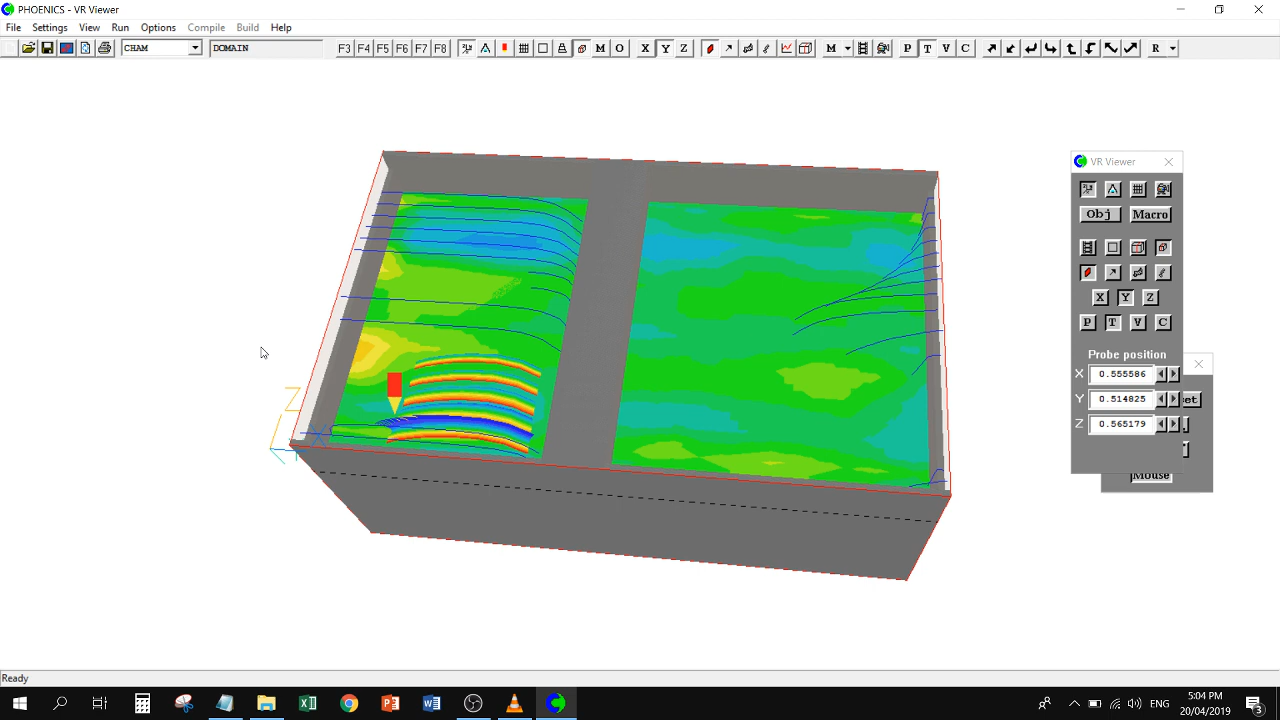 PHOENICS - VR Viewer
File Settings View Run Options Compile Build Help
CHAM DOMAIN F3 F4 F5 F6 F7 F8 M O X Y Z M P T V C R
VR Viewer
Obj Macro
X Y Z
P T V C
Probe position
X 0.555586
Y 0.514825
Z 0.565179
et
Mouse
Z
X
Y
Ready
ENG
5:04 PM
20/04/2019
3